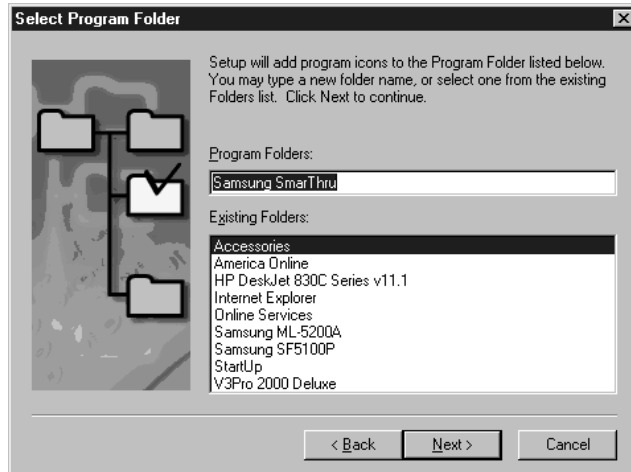 Select Program Folder
Setup will add program icons to the Program Folder listed below.
You may type a new folder name, or select one from the existing
Folders list. Click Next to continue.
Program Folders:
Samsung SmarThru
Existing Folders:
Accessories
America Online
HP DeskJet 830C Series v11.1
Internet Explorer
Online Services
Samsung ML-5200A
Samsung SF5100P
StartUp
V3Pro 2000 Deluxe
< Back
Next >
Cancel